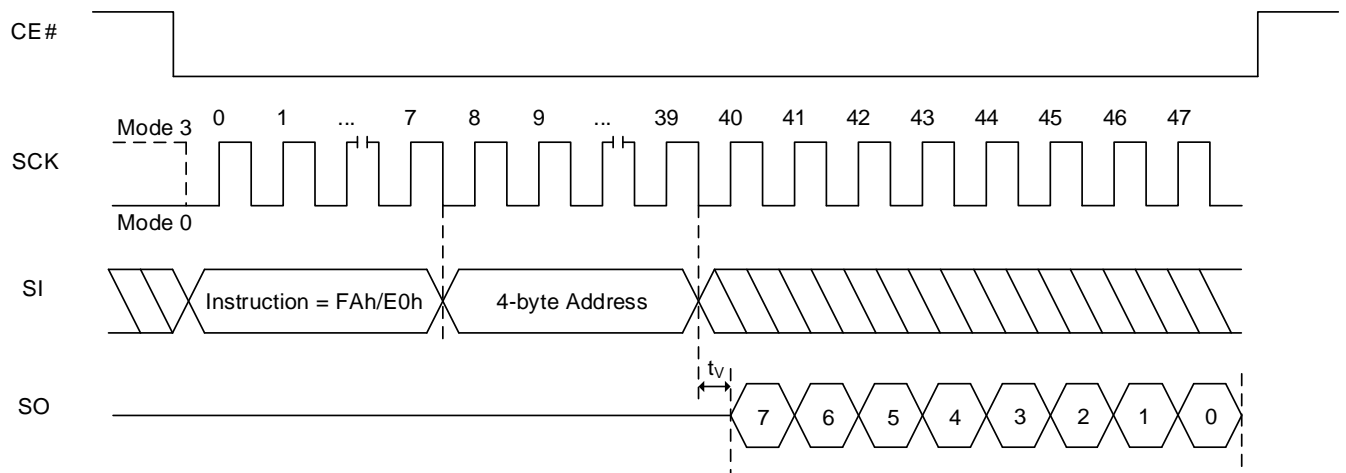 CE#
Mode 3 0 1 ... 7 8 9 ... 39 40 41 42 43 44 45 46 47
SCK
Mode 0
SI
Instruction = FAh/E0h 4-byte Address
tV
SO
7 6 5 4 3 2 1 0